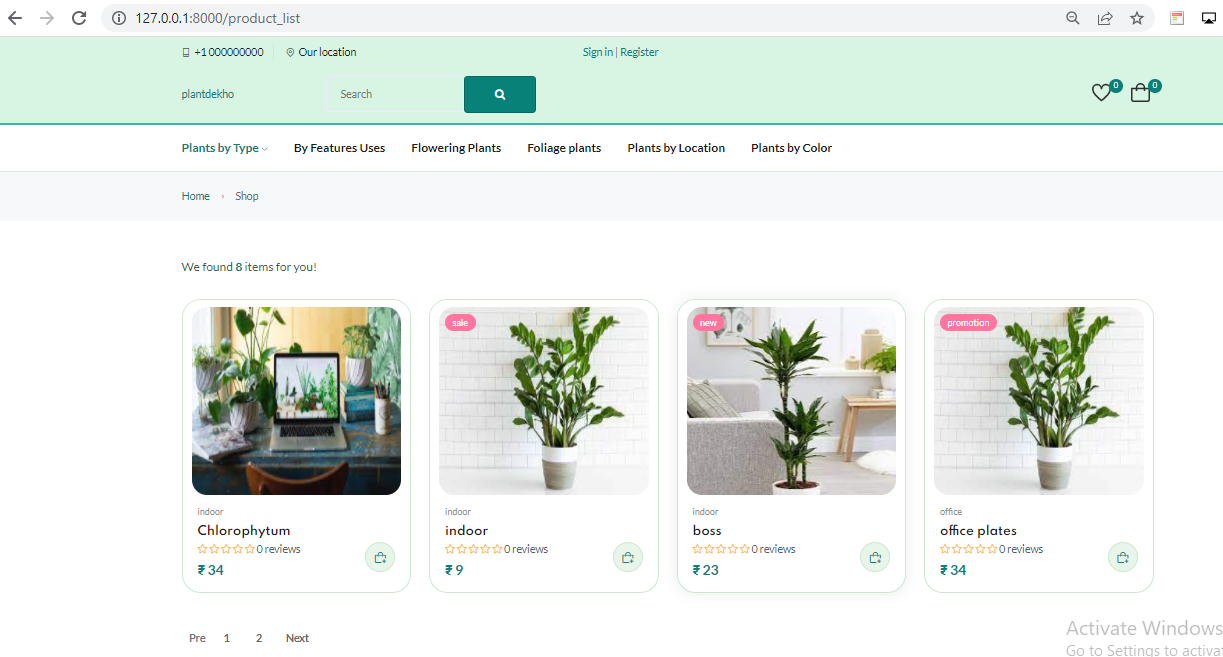 127.0.0.1:8000/product_list
+1 000000000 Our location Sign in | Register
plantdekho Search 0 0
Plants by Type By Features Uses Flowering Plants Foliage plants Plants by Location Plants by Color
Home Shop
We found 8 items for you!
sale new promotion
indoor indoor indoor office
Chlorophytum indoor boss office plates
0 reviews 0 reviews 0 reviews 0 reviews
₹ 34 ₹ 9 ₹ 23 ₹ 34
Pre 1 2 Next
Activate Windows
Go to Settings to activat